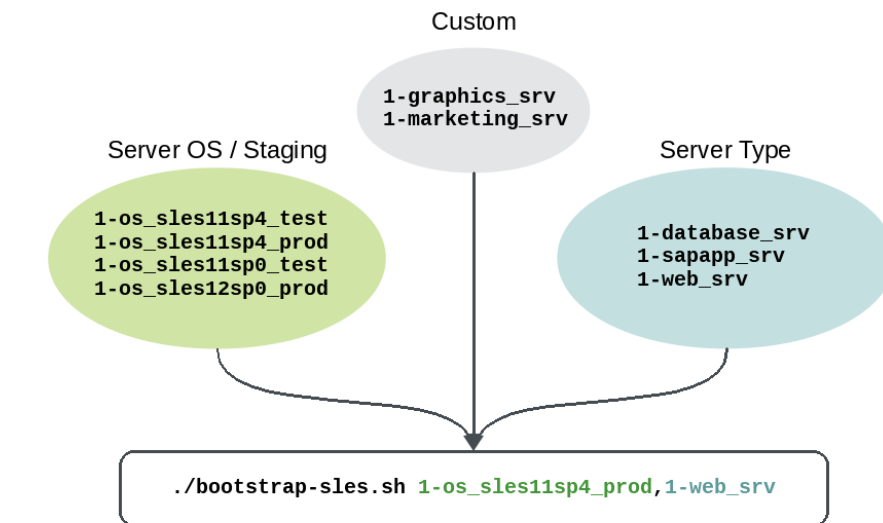 Custom
1-graphics_srv
1-marketing_srv
Server OS / Staging
1-os_sles11sp4_test
1-os_sles11sp4_prod
1-os_sles11sp0_test
1-os_sles12sp0_prod
Server Type
1-database_srv
1-sapapp_srv
1-web_srv
./bootstrap-sles.sh 1-os_sles11sp4_prod,1-web_srv